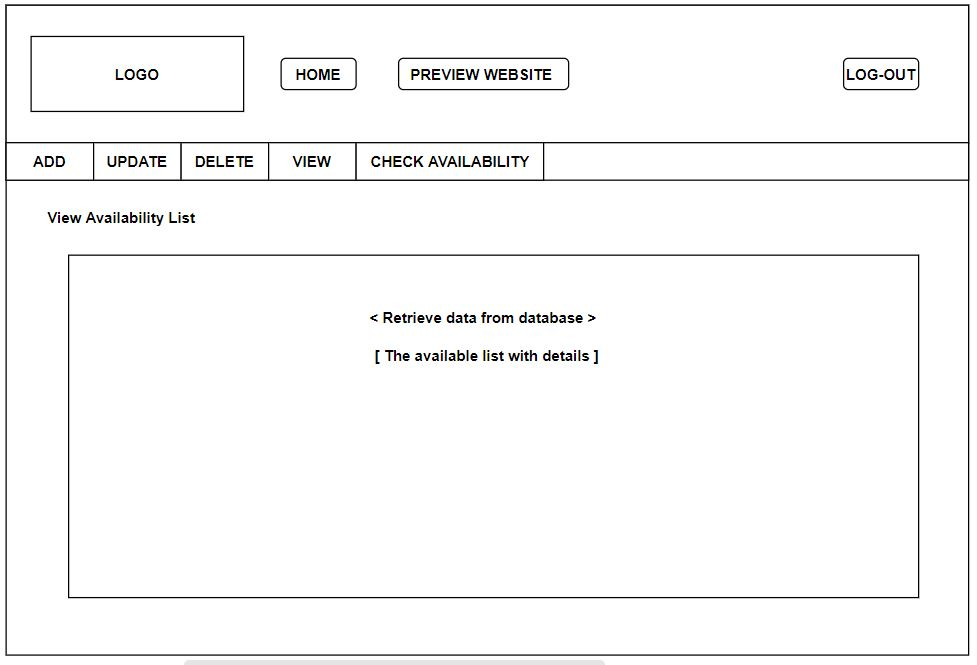 LOGO
HOME
PREVIEW WEBSITE
LOG-OUT
ADD
UPDATE
DELETE
VIEW
CHECK AVAILABILITY
View Availability List
< Retrieve data from database >
[ The available list with details ]